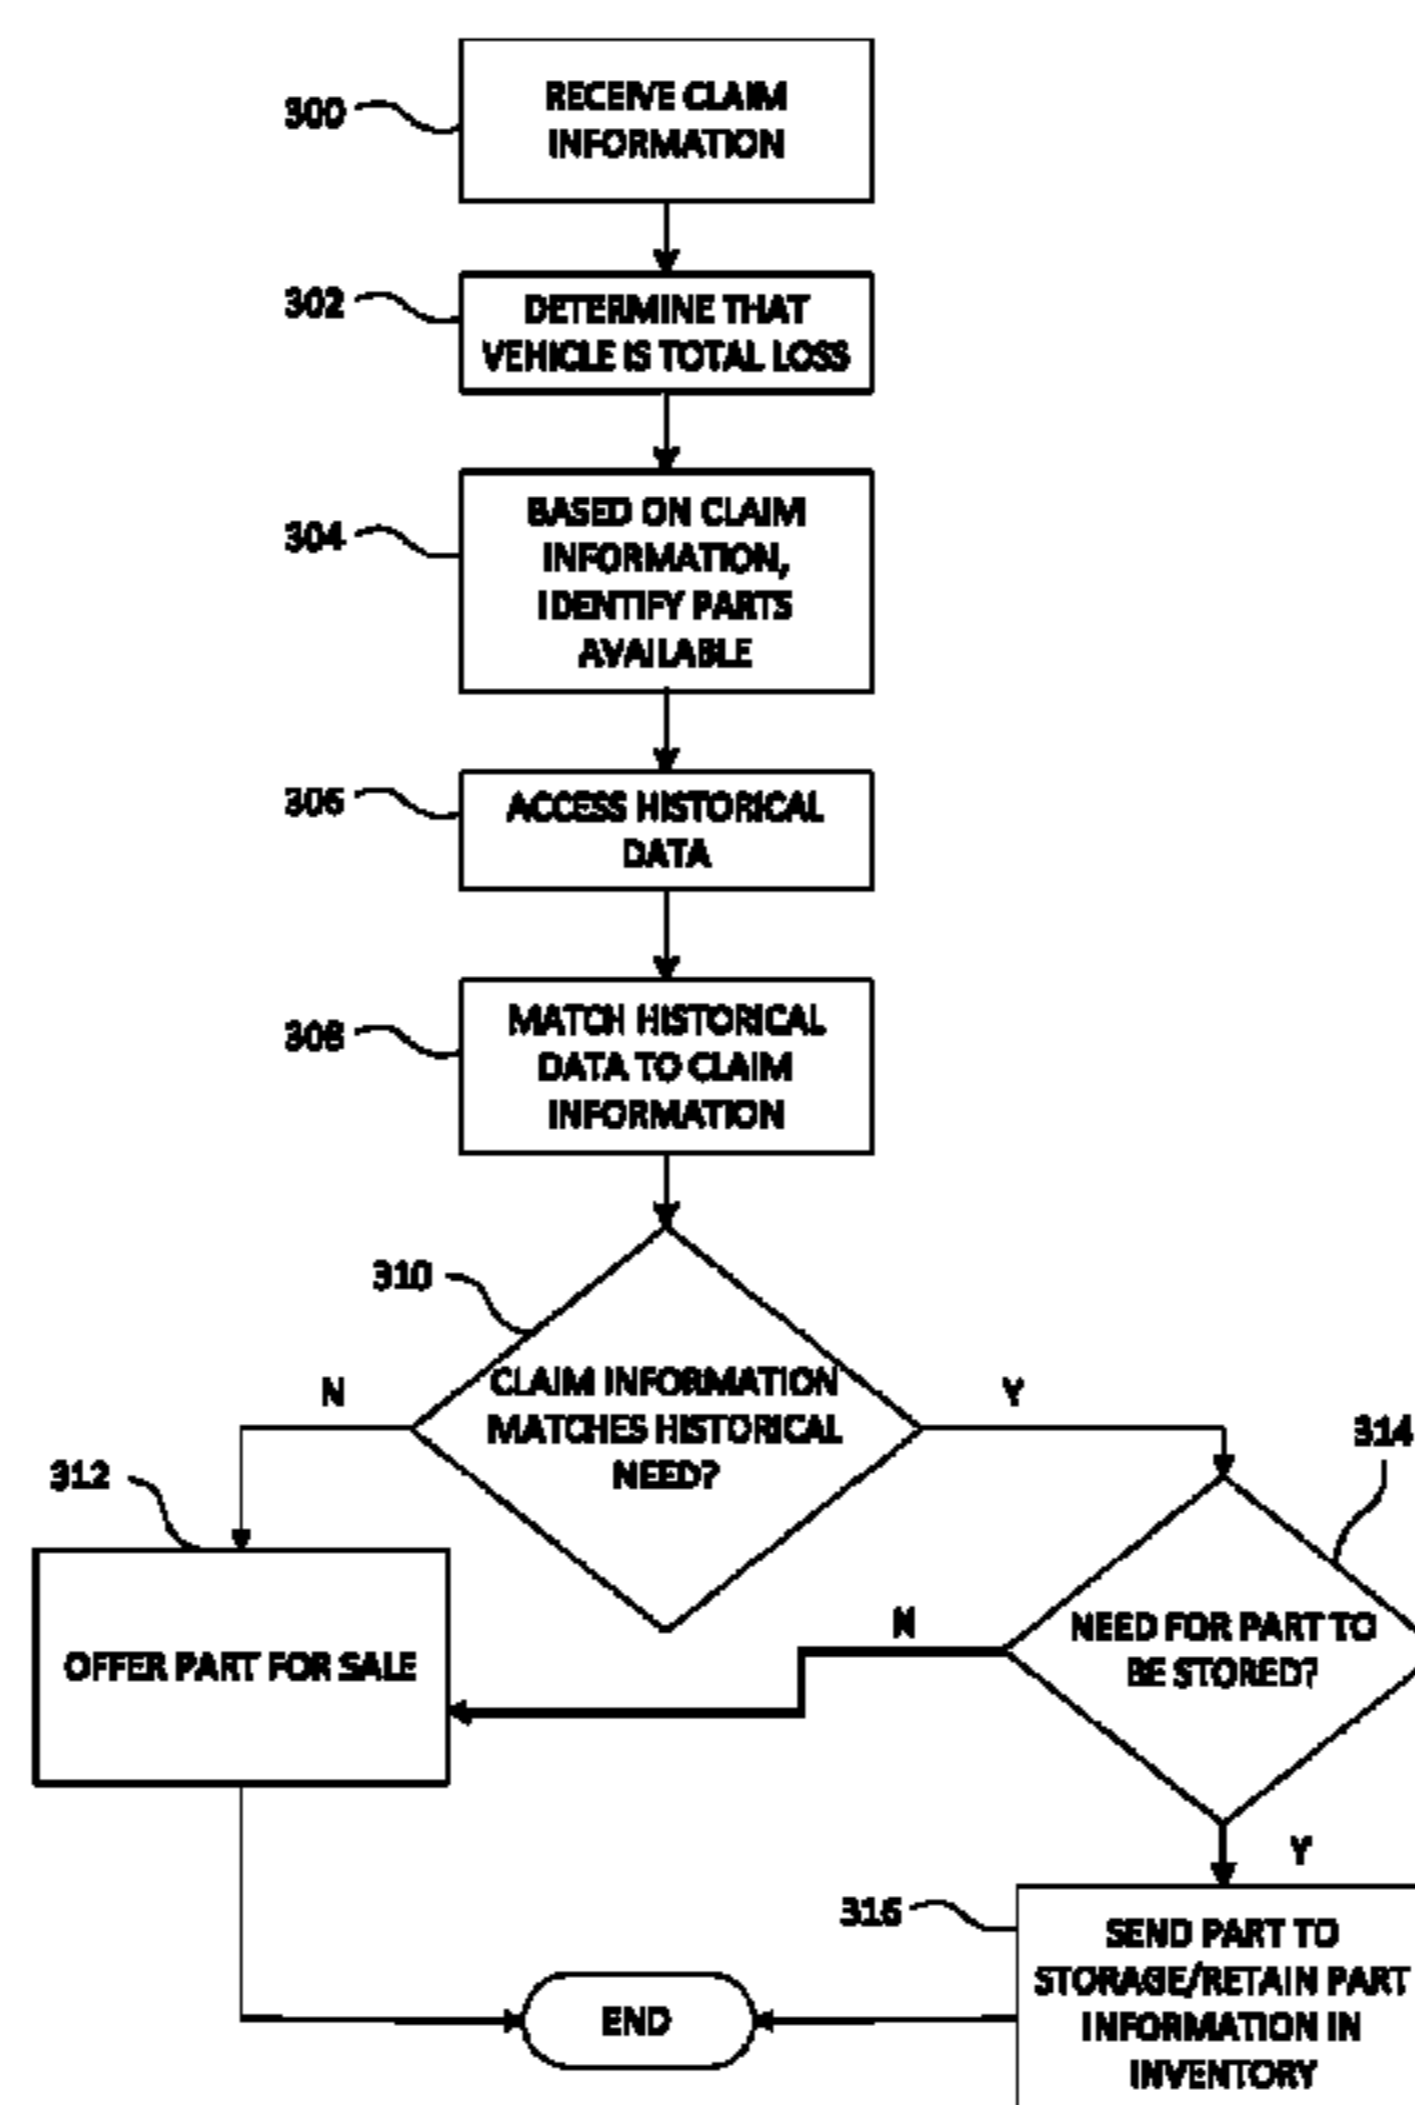 300
RECEIVE CLAIM
INFORMATION
302
DETERMINE THAT
VEHICLE IS TOTAL LOSS
304
BASED ON CLAIM
INFORMATION,
IDENTIFY PARTS
AVAILABLE
306
ACCESS HISTORICAL
DATA
308
MATCH HISTORICAL
DATA TO CLAIM
INFORMATION
310
CLAIM INFORMATION
MATCHES HISTORICAL
NEED?
N
Y
312
OFFER PART FOR SALE
314
NEED FOR PART TO
BE STORED?
N
Y
316
SEND PART TO
STORAGE/RETAIN PART
INFORMATION IN
INVENTORY
END